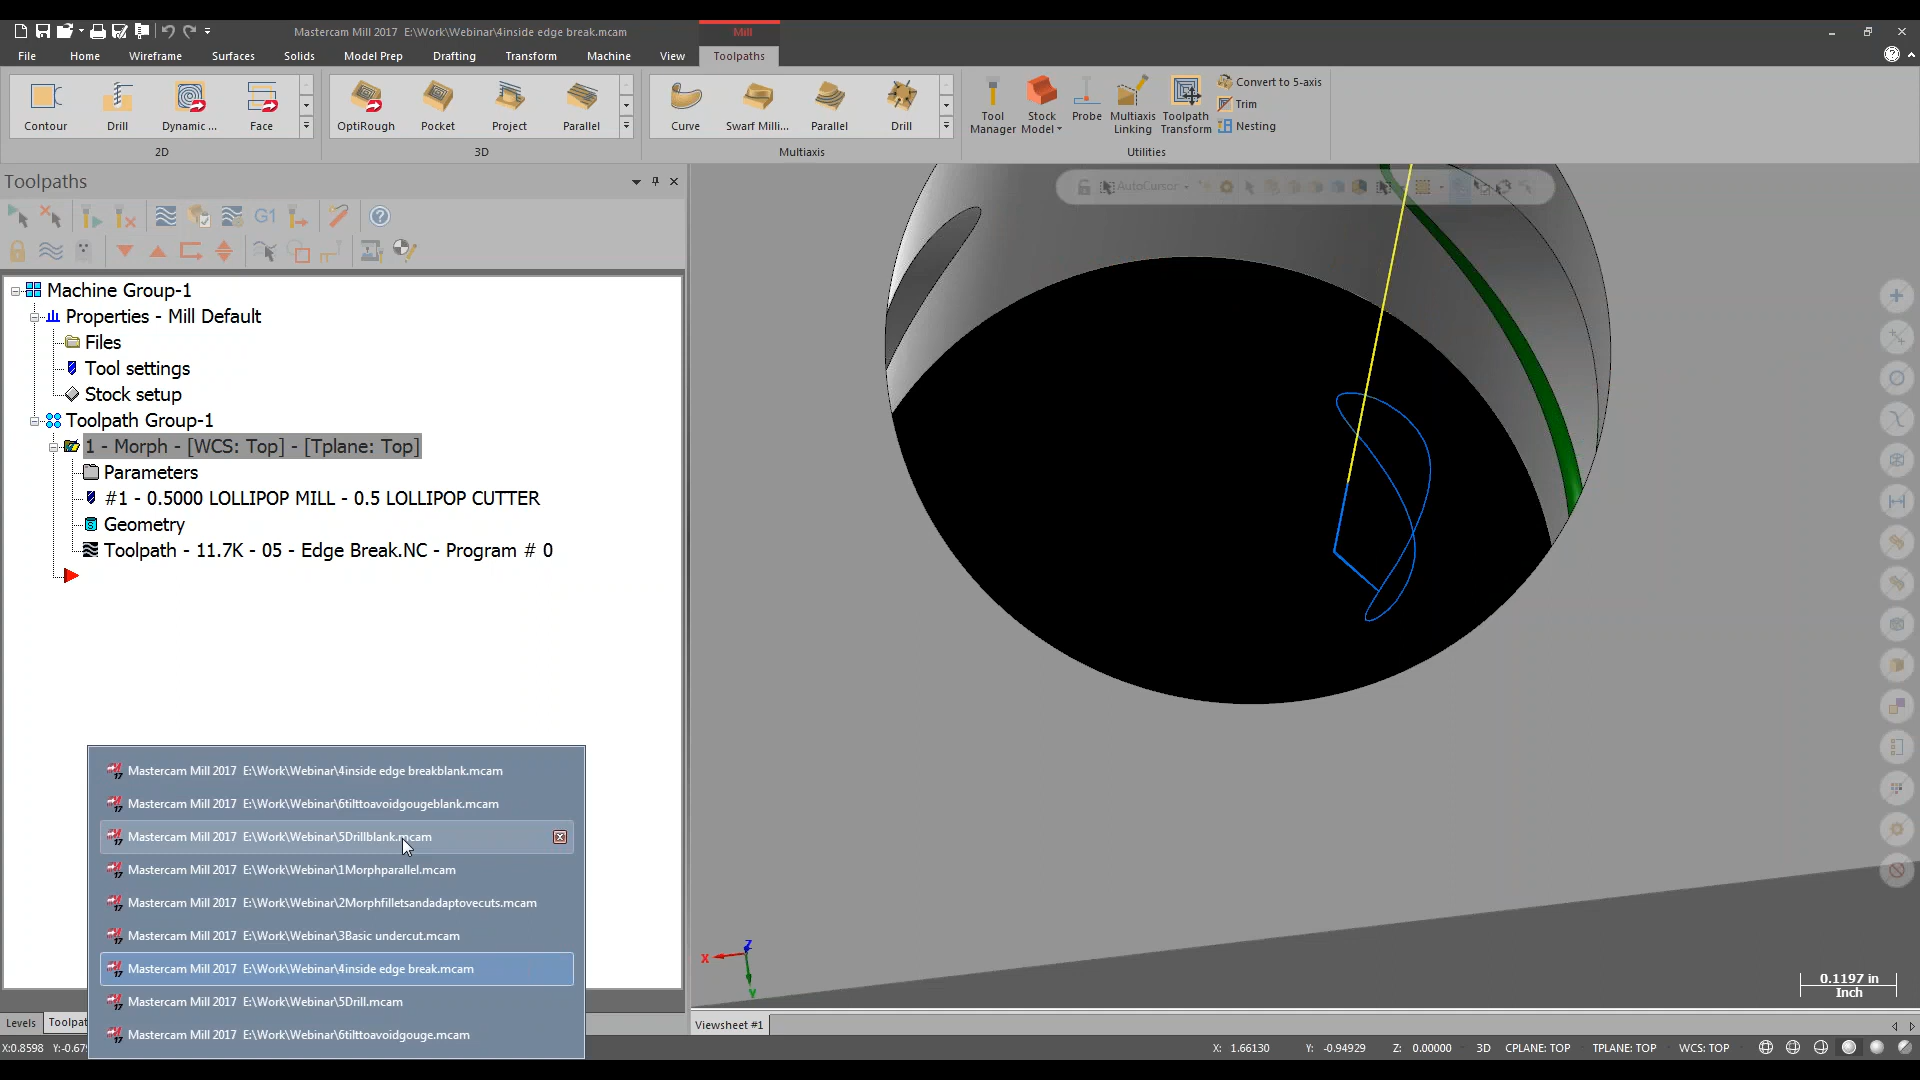 Mastercam Mill 2017 E:\Work\Webinar\4inside edge break.mcam
Mill
File Home Wireframe Surfaces Solids Model Prep Drafting Transform Machine View Toolpaths
Contour Drill Dynamic ... Face
2D
OptiRough Pocket Project Parallel
3D
Curve Swarf Milli... Parallel Drill
Multiaxis
Tool Manager
Stock Model
Probe
Multiaxis Linking
Toolpath Transform
Convert to 5-axis
Trim
Nesting
Utilities
Toolpaths
AutoCursor
G1
Machine Group-1
Properties - Mill Default
Files
Tool settings
Stock setup
Toolpath Group-1
1 - Morph - [WCS: Top] - [Tplane: Top]
Parameters
#1 - 0.5000 LOLLIPOP MILL - 0.5 LOLLIPOP CUTTER
Geometry
Toolpath - 11.7K - 05 - Edge Break.NC - Program # 0
Mastercam Mill 2017 E:\Work\Webinar\4inside edge breakblank.mcam
Mastercam Mill 2017 E:\Work\Webinar\6tilttoavoidgougeblank.mcam
Mastercam Mill 2017 E:\Work\Webinar\5Drillblank.mcam
Mastercam Mill 2017 E:\Work\Webinar\1Morphparallel.mcam
Mastercam Mill 2017 E:\Work\Webinar\2Morphfilletsandadaptovecuts.mcam
Mastercam Mill 2017 E:\Work\Webinar\3Basic undercut.mcam
Mastercam Mill 2017 E:\Work\Webinar\4inside edge break.mcam
Mastercam Mill 2017 E:\Work\Webinar\5Drill.mcam
Mastercam Mill 2017 E:\Work\Webinar\6tilttoavoidgouge.mcam
Z
X
Y
0.1197 in
Inch
Levels Toolpat
Viewsheet #1
X:0.8598 Y:-0.679
X: 1.66130 Y: -0.94929 Z: 0.00000 3D CPLANE: TOP TPLANE: TOP WCS: TOP